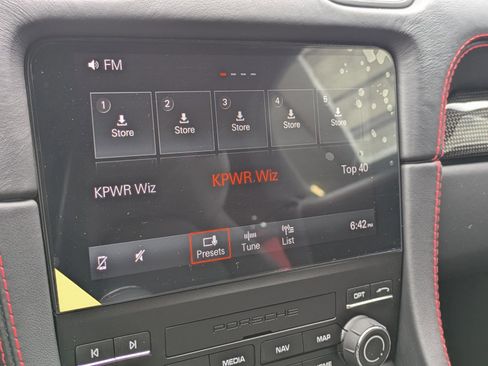 FM
1 2 3 4 5
Store Store Store Store Store
KPWR Wiz KPWR.Wiz Top 40
Presets Tune List 6:42 PM
PORSCHE OPT
MEDIA NAV MAP